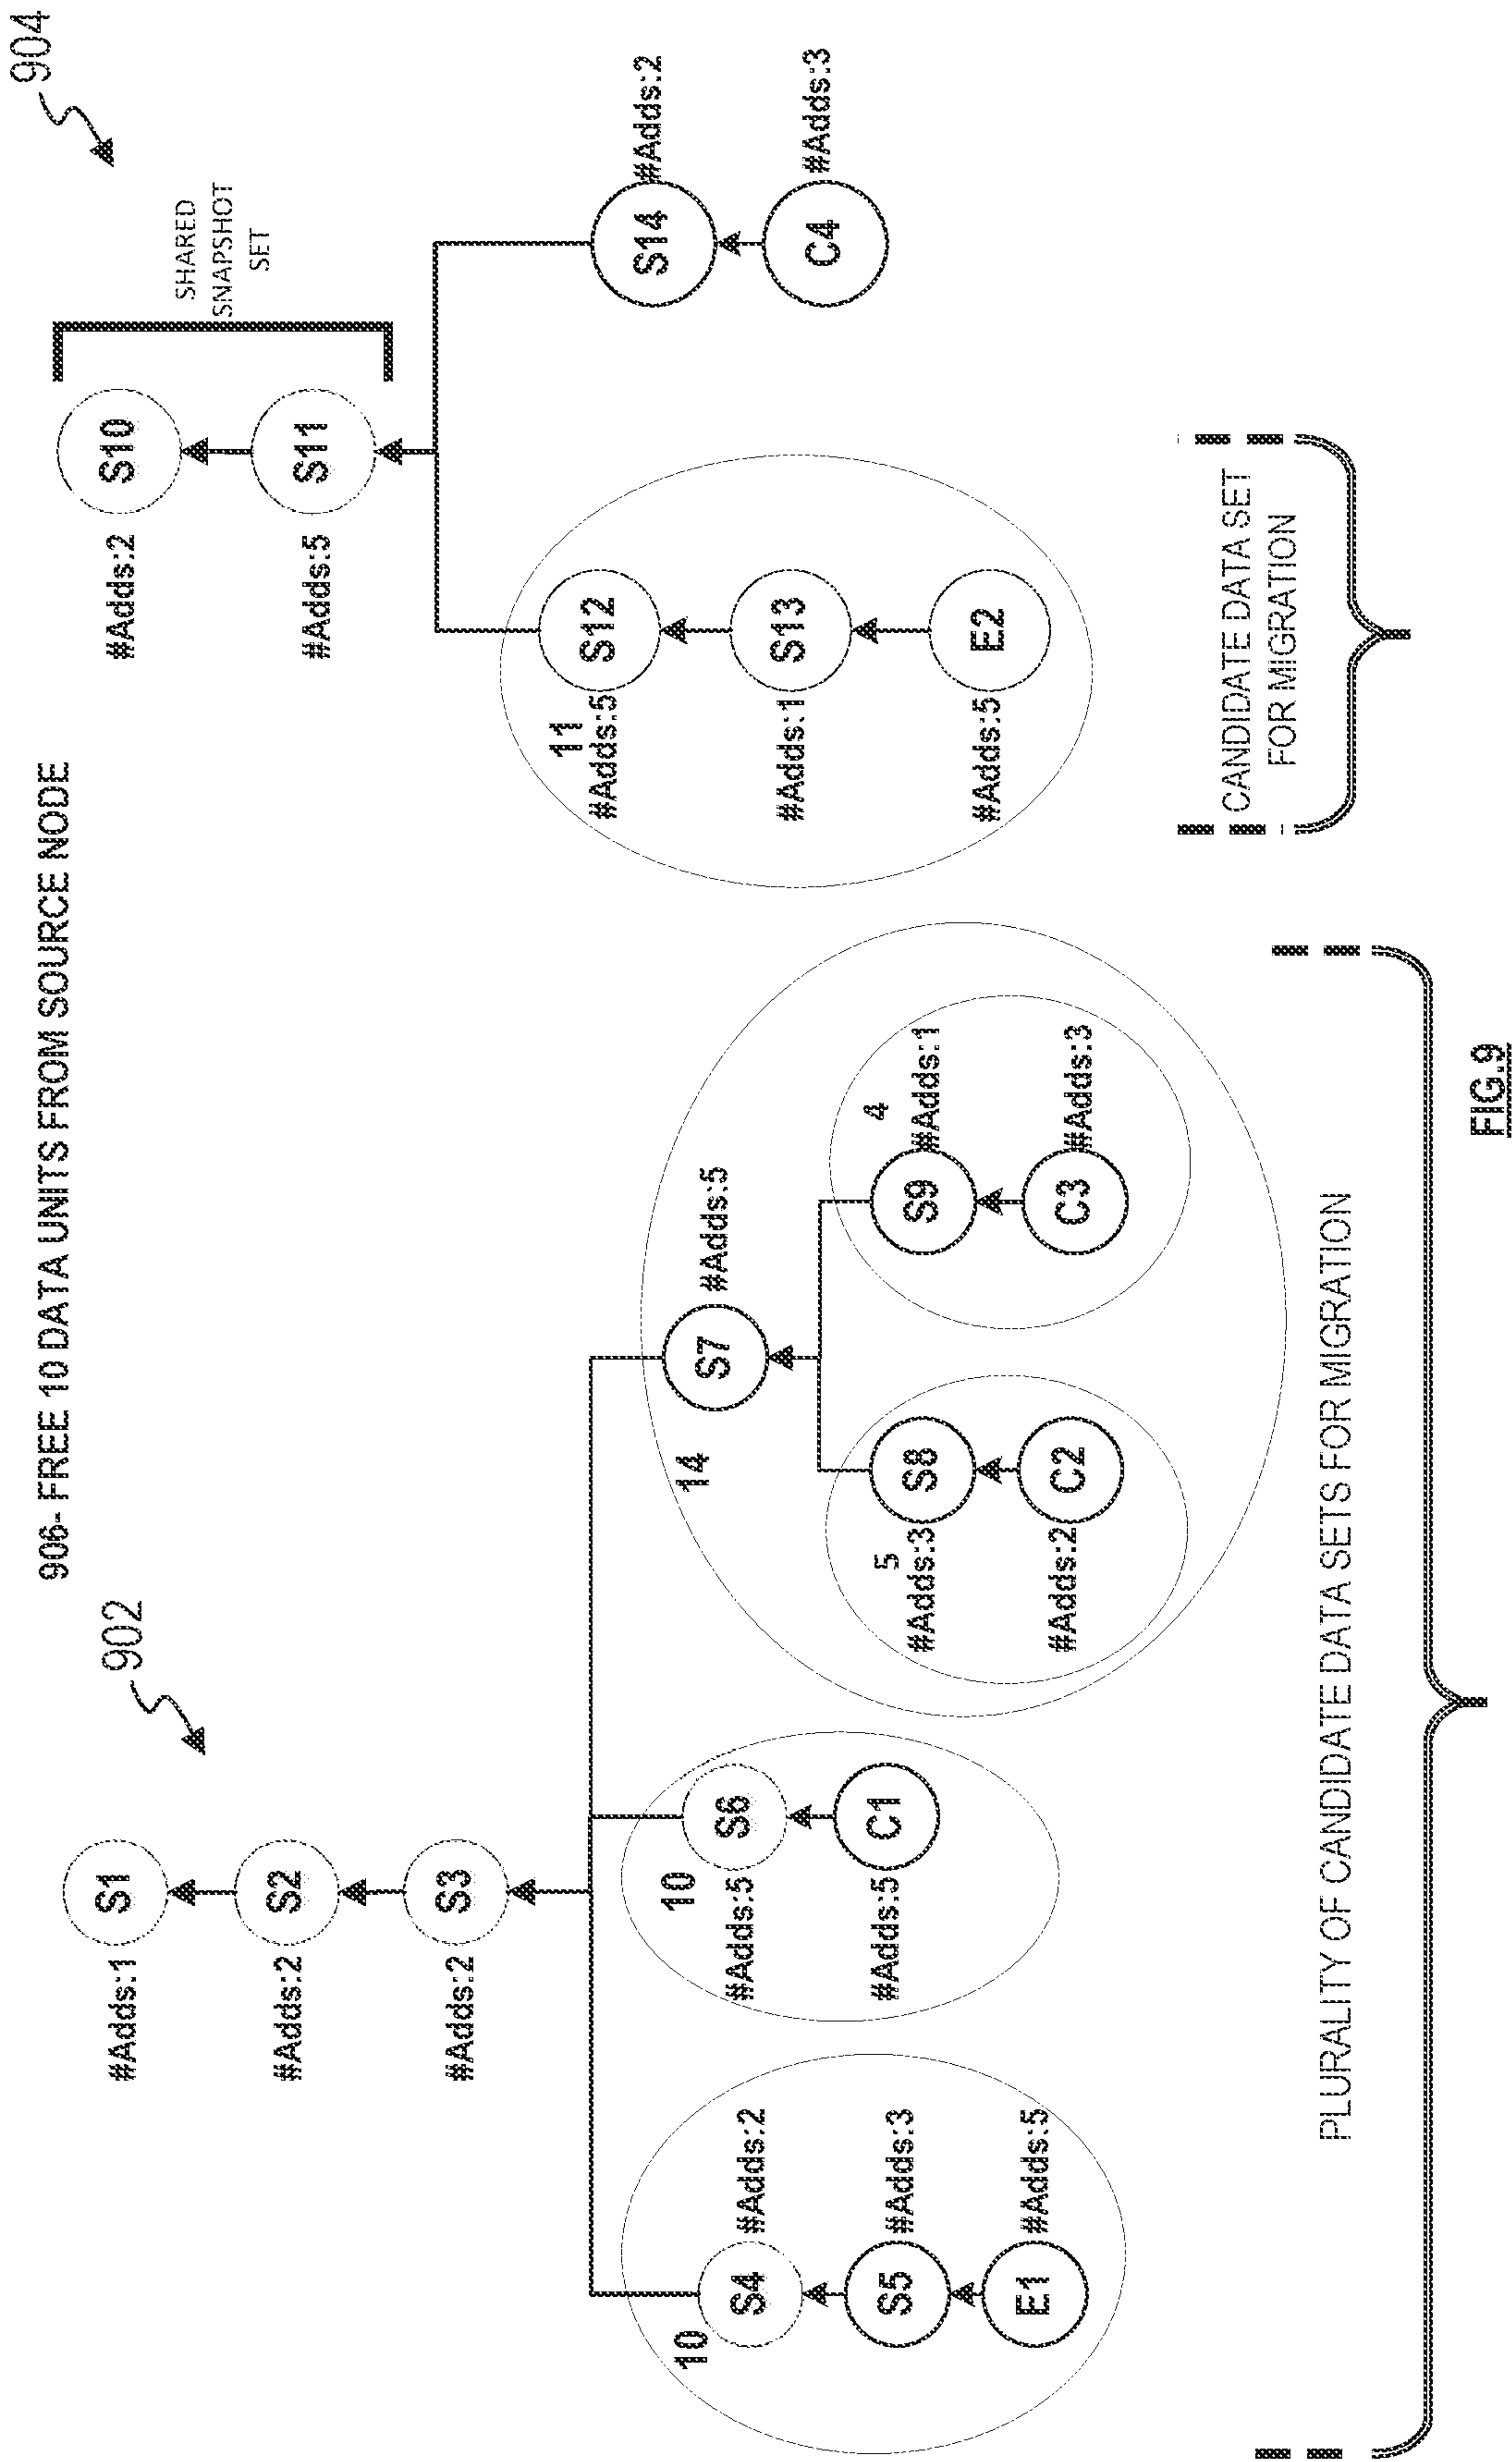 906- FREE 10 DATA UNITS FROM SOURCE NODE
902
904
S1
#Adds:1
S2
#Adds:2
S3
#Adds:2
10
S4
#Adds:2
S5
#Adds:3
E1
#Adds:5
10
S6
#Adds:5
C1
#Adds:5
14
S7
#Adds:5
5
S8
#Adds:3
C2
#Adds:2
4
S9
#Adds:1
C3
#Adds:3
PLURALITY OF CANDIDATE DATA SETS FOR MIGRATION
S10
#Adds:2
S11
#Adds:5
SHARED
SNAPSHOT
SET
11
S12
#Adds:5
S13
#Adds:1
E2
#Adds:5
S14
#Adds:2
C4
#Adds:3
CANDIDATE DATA SET
FOR MIGRATION
FIG.9